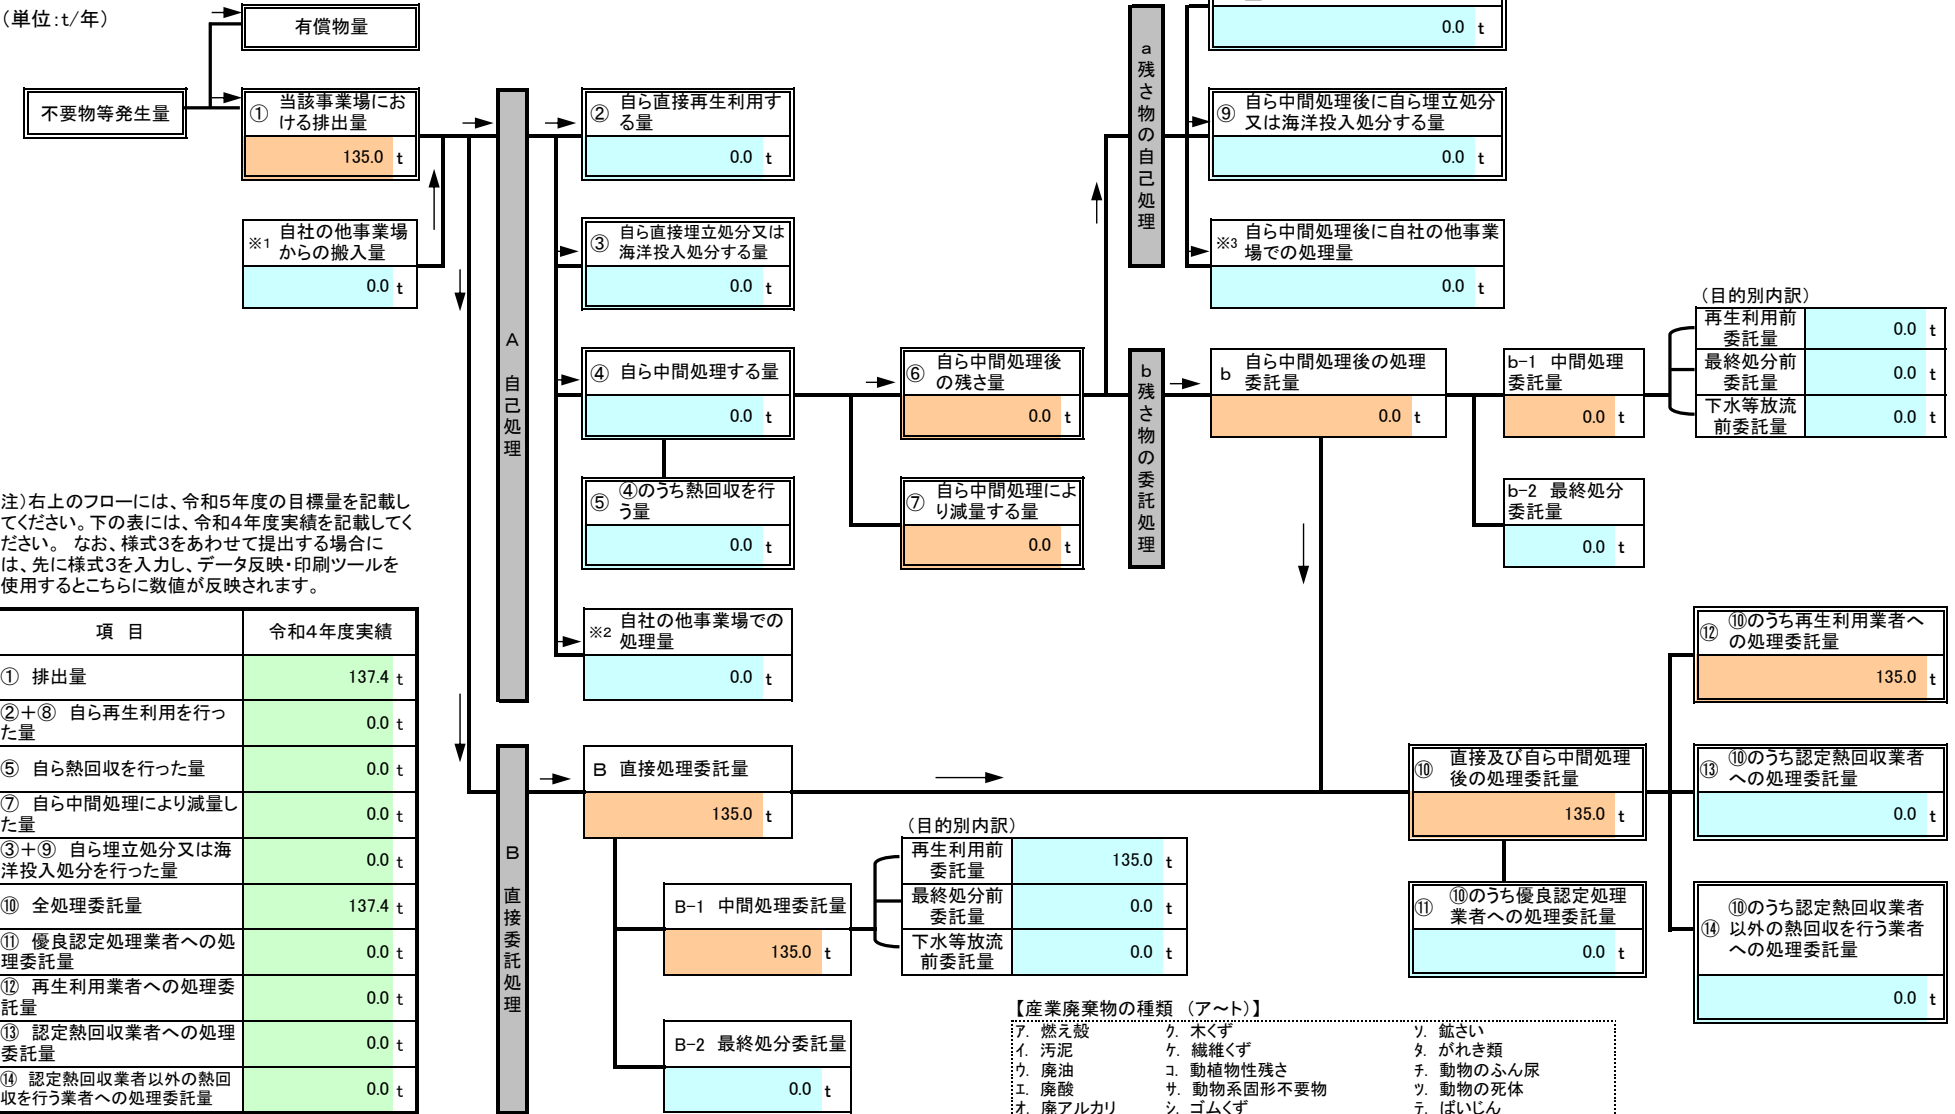 （単位：t/年）
有償物量
不要物等発生量
①
当該事業場にお
ける排出量
135.0 t
※1
自社の他事業場
からの搬入量
0.0 t
A 自己処理
②
自ら直接再生利用す
る量
0.0 t
③
自ら直接埋立処分又は
海洋投入処分する量
0.0 t
④ 自ら中間処理する量
0.0 t
⑤
④のうち熱回収を行
う量
0.0 t
※2
自社の他事業場での
処理量
0.0 t
⑥
自ら中間処理後
の残さ量
0.0 t
⑦
自ら中間処理によ
り減量する量
0.0 t
a 残さ物の自己処理
0.0 t
⑨
自ら中間処理後に自ら埋立処分
又は海洋投入処分する量
0.0 t
※3
自ら中間処理後に自社の他事業
場での処理量
0.0 t
b 残さ物の委託処理
b
自ら中間処理後の処理
委託量
0.0 t
b-1 中間処理
委託量
0.0 t
b-2 最終処分
委託量
0.0 t
（目的別内訳）
再生利用前
委託量
0.0 t
最終処分前
委託量
0.0 t
下水等放流
前委託量
0.0 t
注）右上のフローには、令和5年度の目標量を記載し
てください。下の表には、令和4年度実績を記載してく
ださい。 なお、様式3をあわせて提出する場合に
は、先に様式3を入力し、データ反映・印刷ツールを
使用するとこちらに数値が反映されます。
項 目 令和4年度実績
① 排出量 137.4 t
②＋⑧ 自ら再生利用を行っ
た量
0.0 t
⑤ 自ら熱回収を行った量 0.0 t
⑦ 自ら中間処理により減量し
た量
0.0 t
③＋⑨ 自ら埋立処分又は海
洋投入処分を行った量
0.0 t
⑩ 全処理委託量 137.4 t
⑪ 優良認定処理業者への処
理委託量
0.0 t
⑫ 再生利用業者への処理委
託量
0.0 t
⑬ 認定熱回収業者への処理
委託量
0.0 t
⑭ 認定熱回収業者以外の熱回
収を行う業者への処理委託量
0.0 t
B 直接委託処理
B 直接処理委託量
135.0 t
B-1 中間処理委託量
135.0 t
B-2 最終処分委託量
0.0 t
（目的別内訳）
再生利用前
委託量
135.0 t
最終処分前
委託量
0.0 t
下水等放流
前委託量
0.0 t
⑩
直接及び自ら中間処理
後の処理委託量
135.0 t
⑪
⑩のうち優良認定処理
業者への処理委託量
0.0 t
⑫
⑩のうち再生利用業者へ
の処理委託量
135.0 t
⑬
⑩のうち認定熱回収業者
への処理委託量
0.0 t
⑭
⑩のうち認定熱回収業者
以外の熱回収を行う業者
への処理委託量
0.0 t
【産業廃棄物の種類 （ア～ト）】
ｱ. 燃え殻 ｸ. 木くず ｿ. 鉱さい
ｲ. 汚泥 ｹ. 繊維くず ﾀ. がれき類
ｳ. 廃油 ｺ. 動植物性残さ ﾁ. 動物のふん尿
ｴ. 廃酸 ｻ. 動物系固形不要物 ﾂ. 動物の死体
ｵ. 廃アルカリ ｼ. ゴムくず ﾃ. ばいじん